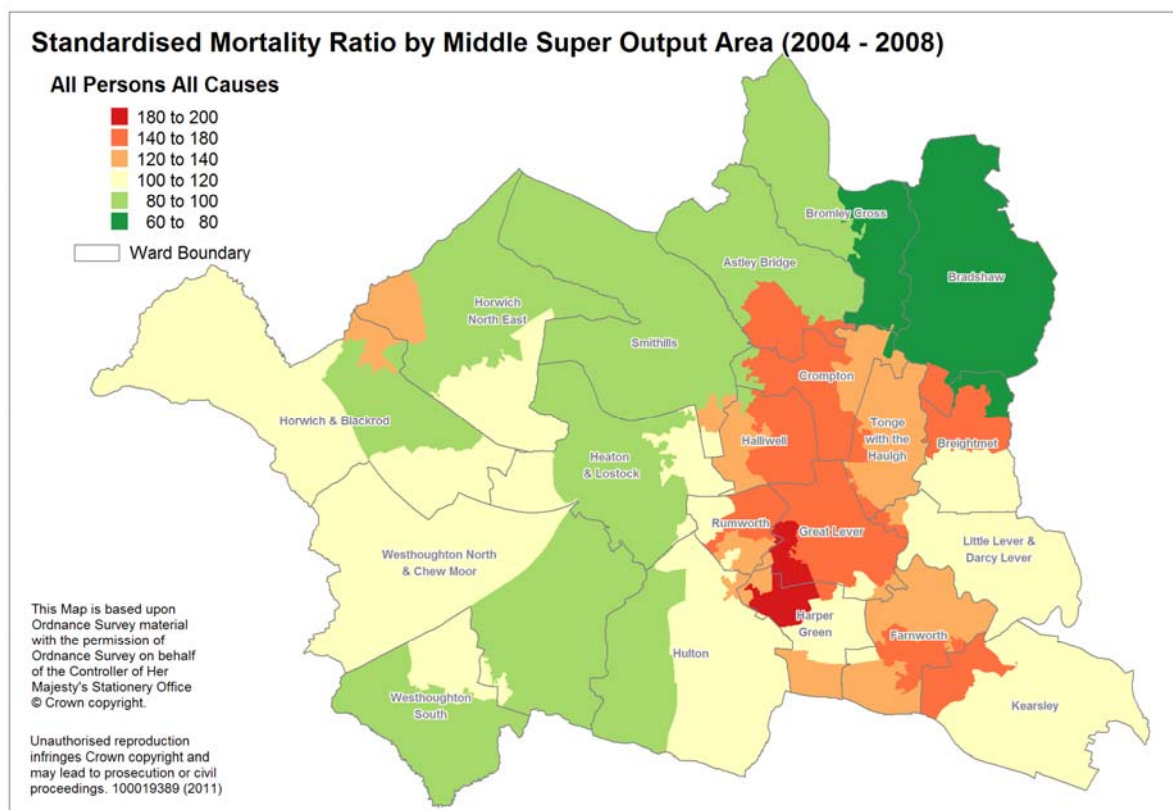 Standardised Mortality Ratio by Middle Super Output Area (2004 - 2008)
All Persons All Causes
180 to 200
140 to 180
120 to 140
100 to 120
80 to 100
60 to 80
Ward Boundary
Bromley Cross
Astley Bridge
Bradshaw
Horwich
North East
Smithills
Crompton
Horwich & Blackrod
Halliwell
Tonge
with the
Haulgh
Breightmet
Heaton
& Lostock
Rumworth
Great Lever
Little Lever &
Darcy Lever
Westhoughton North
& Chew Moor
Harper
Green
Farnworth
Hulton
Westhoughton
South
Kearsley
This Map is based upon
Ordnance Survey material
with the permission of
Ordnance Survey on behalf
of the Controller of Her
Majesty's Stationery Office
© Crown copyright.
Unauthorised reproduction
infringes Crown copyright and
may lead to prosecution or civil
proceedings. 100019389 (2011)